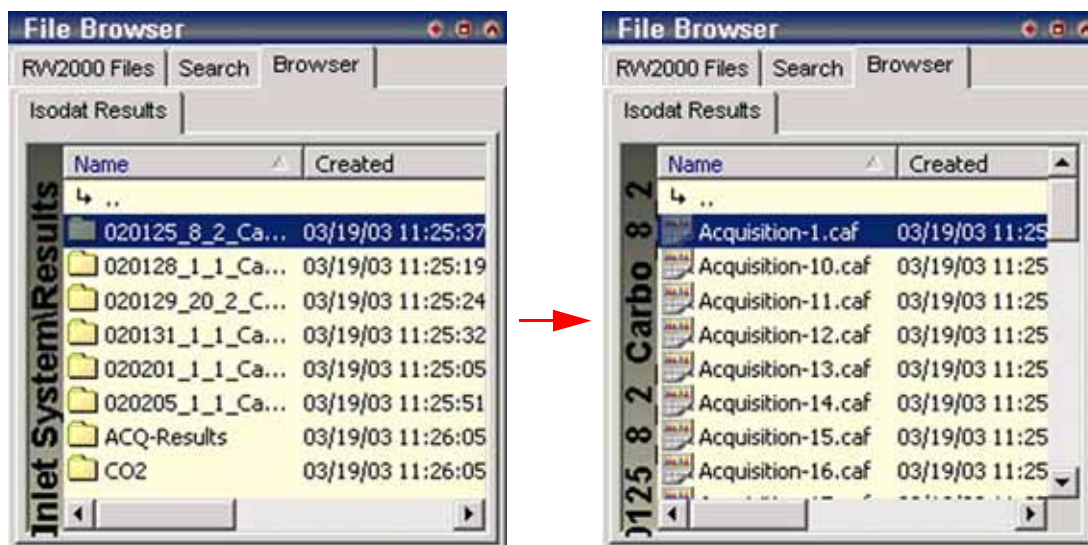 File Browser
RW2000 Files Search Browser
Isodat Results
Inlet System\Results
Name Created
..
020125_8_2_Ca... 03/19/03 11:25:37
020128_1_1_Ca... 03/19/03 11:25:19
020129_20_2_C... 03/19/03 11:25:24
020131_1_1_Ca... 03/19/03 11:25:32
020201_1_1_Ca... 03/19/03 11:25:05
020205_1_1_Ca... 03/19/03 11:25:51
ACQ-Results 03/19/03 11:26:05
CO2 03/19/03 11:26:05
File Browser
RW2000 Files Search Browser
Isodat Results
0125_8_2_Carbo_8_2
Name Created
..
Acquisition-1.caf 03/19/03 11:25
Acquisition-10.caf 03/19/03 11:25
Acquisition-11.caf 03/19/03 11:25
Acquisition-12.caf 03/19/03 11:25
Acquisition-13.caf 03/19/03 11:25
Acquisition-14.caf 03/19/03 11:25
Acquisition-15.caf 03/19/03 11:25
Acquisition-16.caf 03/19/03 11:25